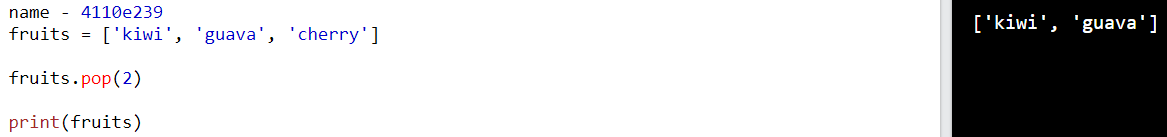 name - 4110e239
fruits = ['kiwi', 'guava', 'cherry']
fruits.pop(2)
print(fruits)
['kiwi', 'guava']